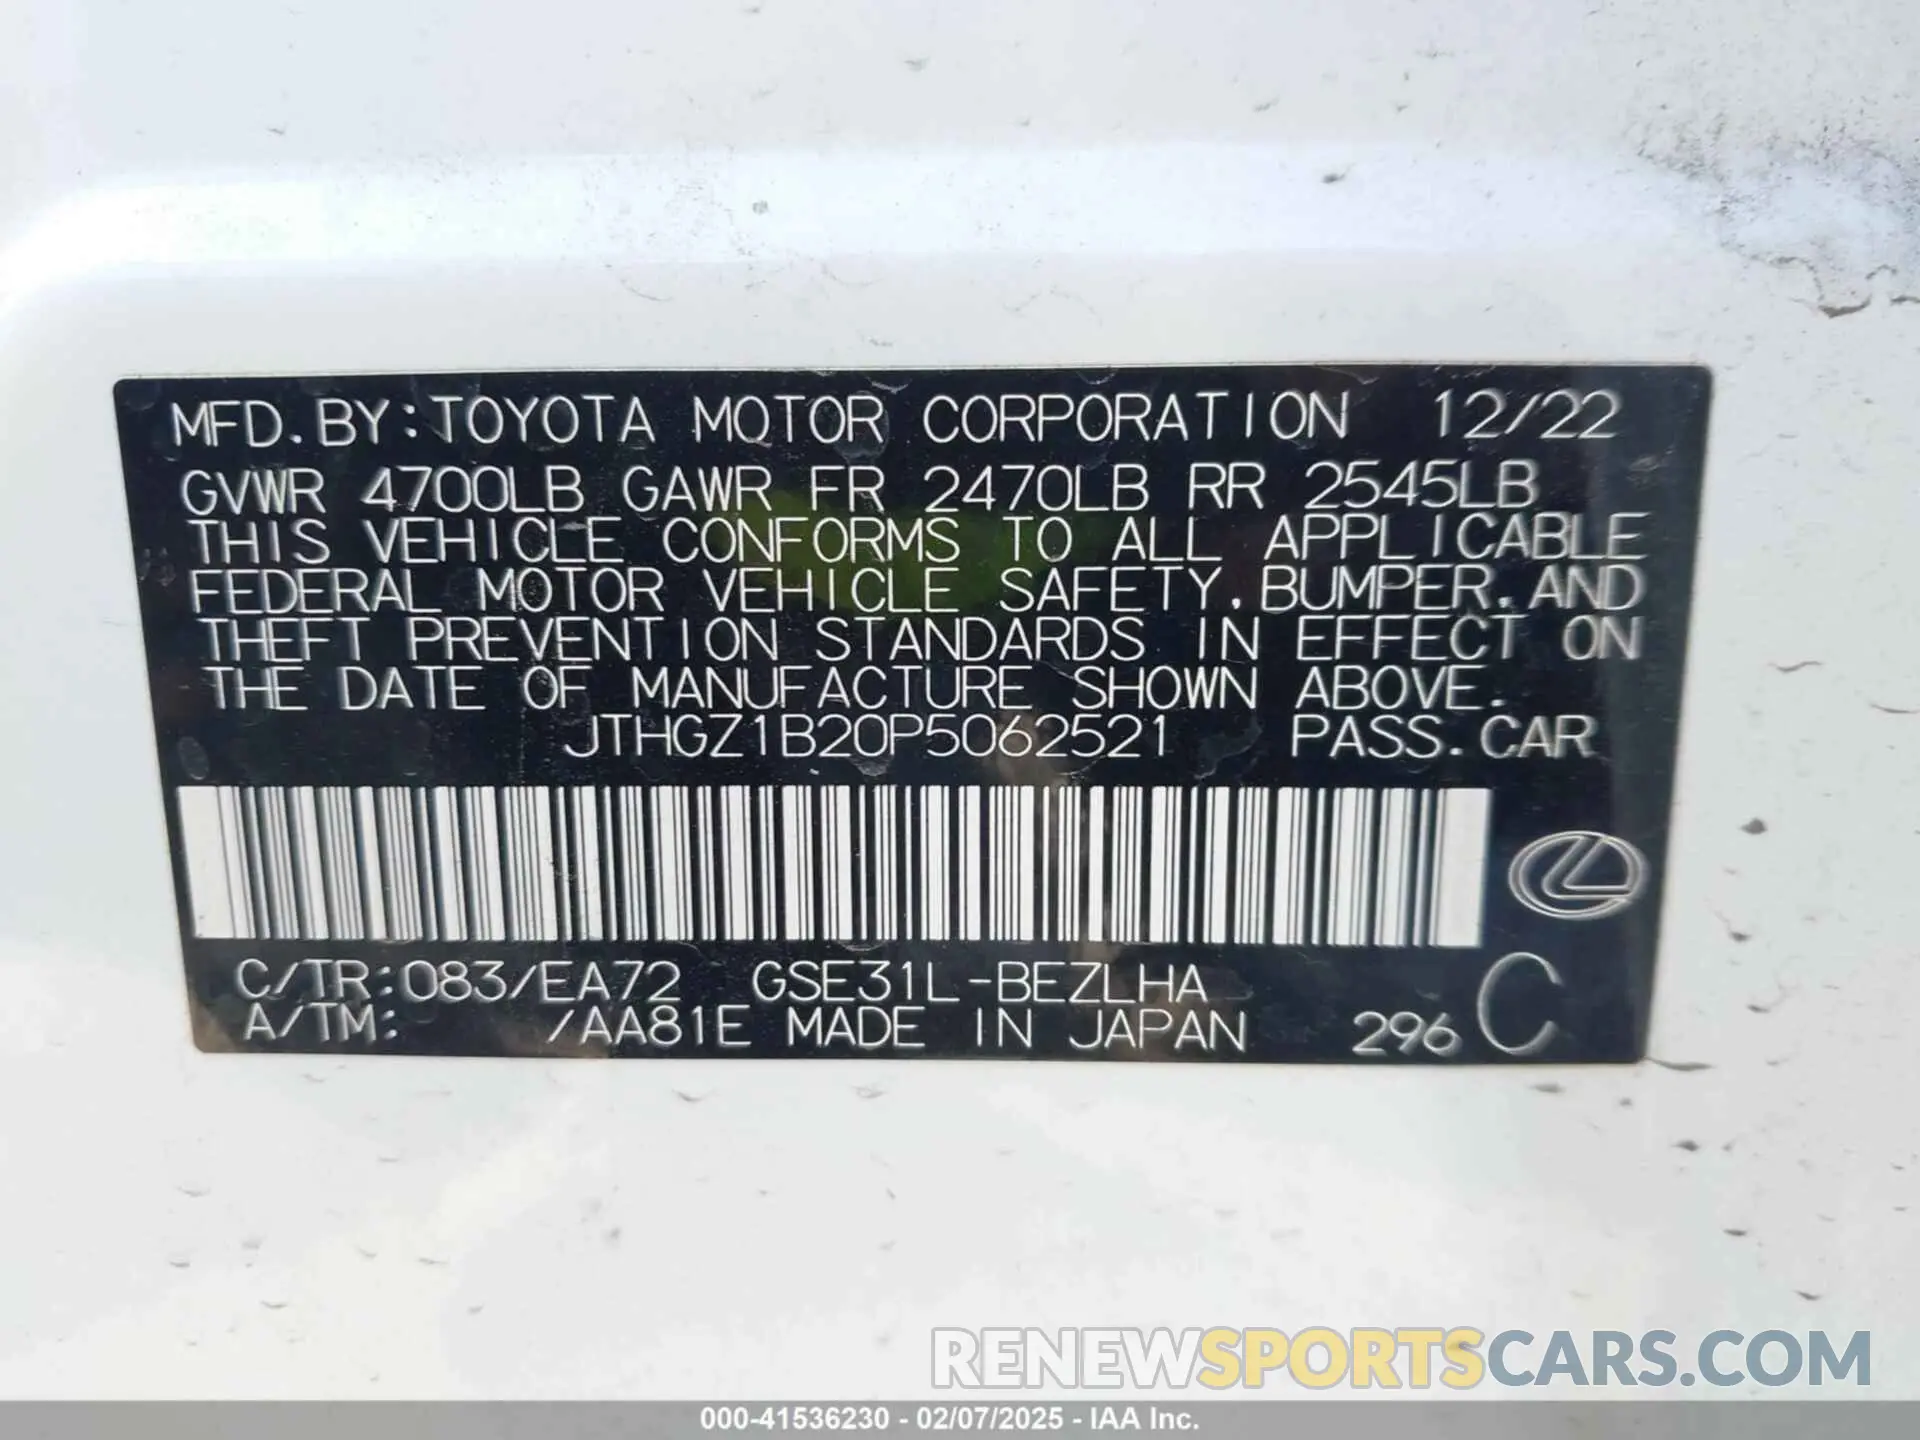 MFD. BY: TOYOTA MOTOR CORPORATION 12/22
GVWR 4700LB GAWR FR 2470LB RR 2545LB
THIS VEHICLE CONFORMS TO ALL APPLICABLE
FEDERAL MOTOR VEHICLE SAFETY, BUMPER, AND
THEFT PREVENTION STANDARDS IN EFFECT ON
THE DATE OF MANUFACTURE SHOWN ABOVE.
JTHGZ1B20P5062521 PASS. CAR
C/TR: 083/EA72 GSE31L-BEZLHA
A/TM: /AA81E MADE IN JAPAN 296 C
RENEWSPORTSCARS.COM
000-41536230 - 02/07/2025 - IAA Inc.